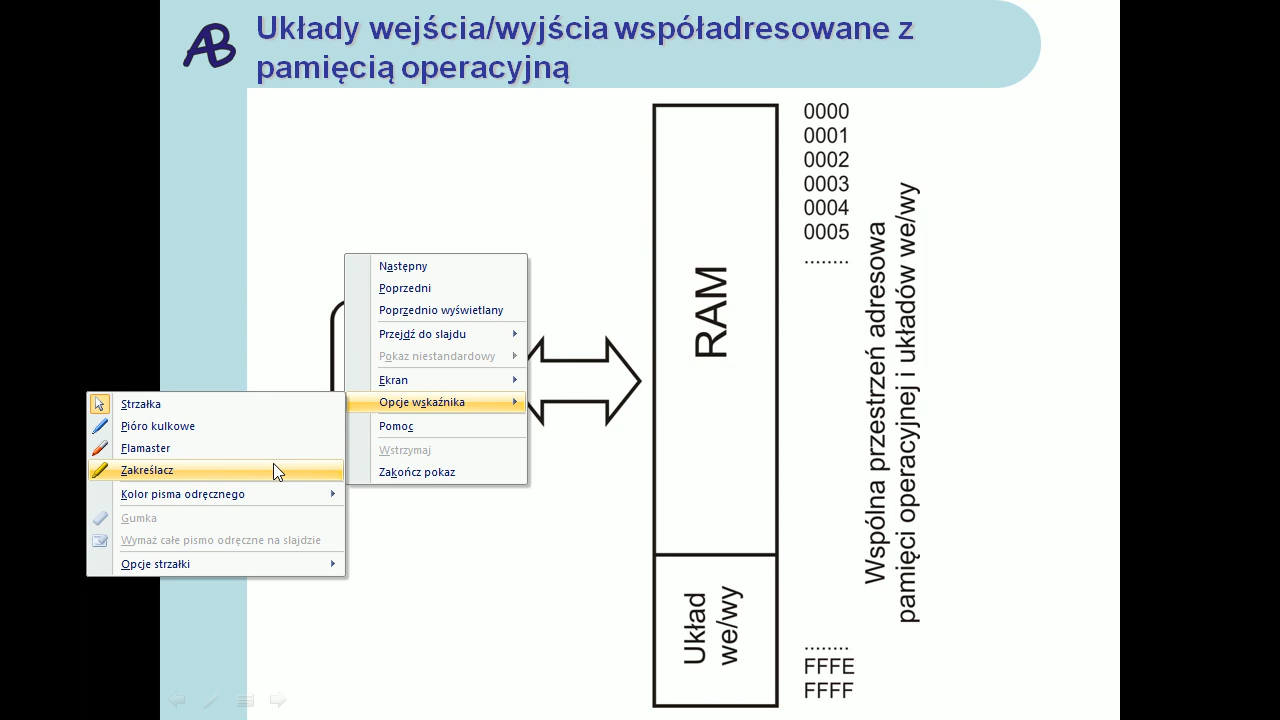 AB
Układy wejścia/wyjścia współadresowane z
pamięcią operacyjną
Następny
Poprzedni
Poprzednio wyświetlany
Przejdź do slajdu
Pokaz niestandardowy
Ekran
Opcje wskaźnika
Pomoc
Wstrzymaj
Zakończ pokaz
Strzałka
Pióro kulkowe
Flamaster
Zakreślacz
Kolor pisma odręcznego
Gumka
Wymaż całe pismo odręczne na slajdzie
Opcje strzałki
RAM
Układ
we/wy
0000
0001
0002
0003
0004
0005
........
........
FFFE
FFFF
Wspólna przestrzeń adresowa
pamięci operacyjnej i układów we/wy